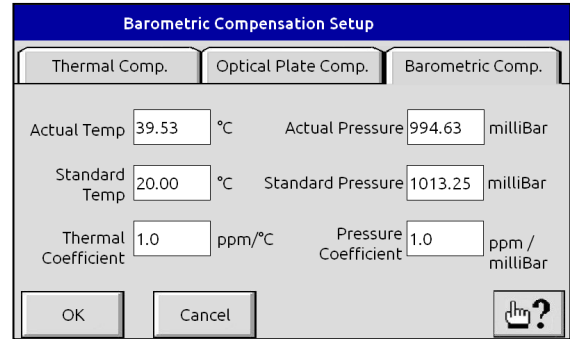 Barometric Compensation Setup
Thermal Comp. Optical Plate Comp. Barometric Comp.
Actual Temp 39.53 °C Actual Pressure 994.63 milliBar
Standard
Temp 20.00 °C Standard Pressure 1013.25 milliBar
Thermal
Coefficient 1.0 ppm/°C Pressure
Coefficient 1.0 ppm /
milliBar
OK Cancel ?